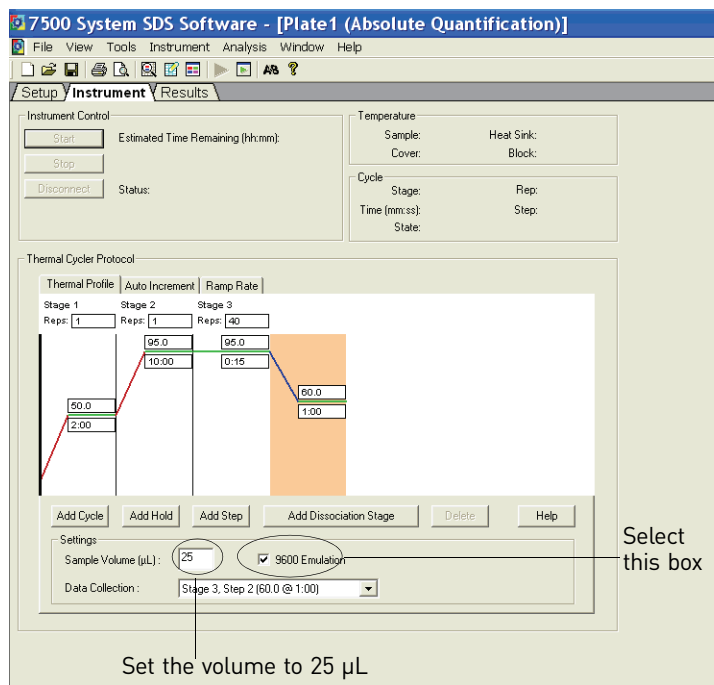 7500 System SDS Software - [Plate1 (Absolute Quantification)]
File View Tools Instrument Analysis Window Help
Setup Instrument Results
Instrument Control
Start Estimated Time Remaining (hh:mm):
Stop
Disconnect Status:
Temperature
Sample: Heat Sink:
Cover: Block:
Cycle
Stage: Rep:
Time (mm:ss): Step:
State:
Thermal Cycler Protocol
Thermal Profile Auto Increment Ramp Rate
Stage 1 Stage 2 Stage 3
Reps: 1 Reps: 1 Reps: 40
95.0 95.0
10:00 0:15
60.0
1:00
50.0
2:00
Add Cycle Add Hold Add Step Add Dissociation Stage Delete Help
Settings
Sample Volume (µL) : 25 9600 Emulation
Data Collection : Stage 3, Step 2 (60.0 @ 1:00)
Select
this box
Set the volume to 25 µL